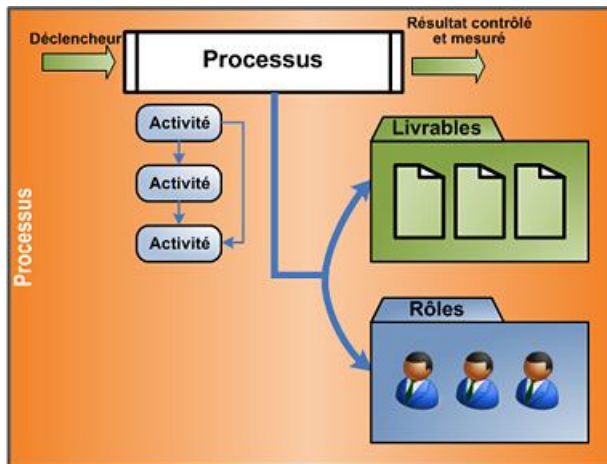 Déclencheur
Processus
Résultat contrôlé
et mesuré
Activité
Activité
Activité
Livrables
Rôles
Processus